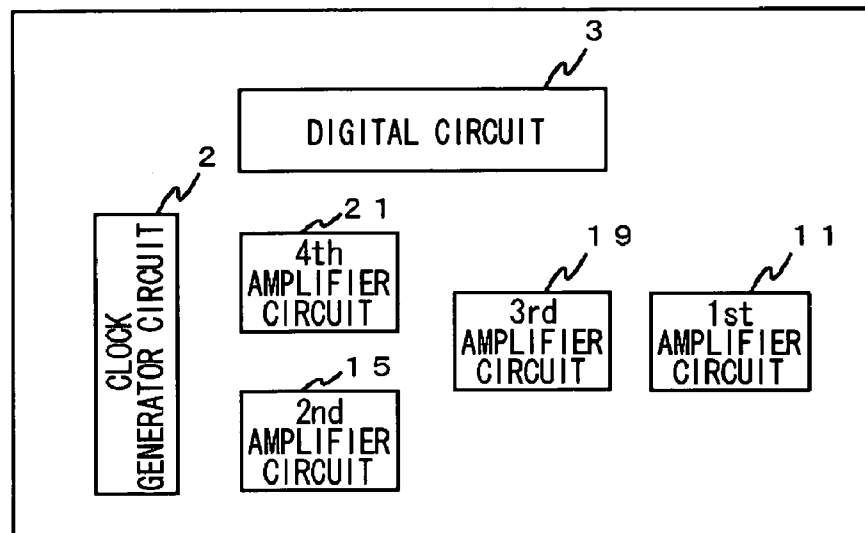 3
DIGITAL CIRCUIT
2
CLOCK
GENERATOR CIRCUIT
21
4th
AMPLIFIER
CIRCUIT
19
3rd
AMPLIFIER
CIRCUIT
11
1st
AMPLIFIER
CIRCUIT
15
2nd
AMPLIFIER
CIRCUIT